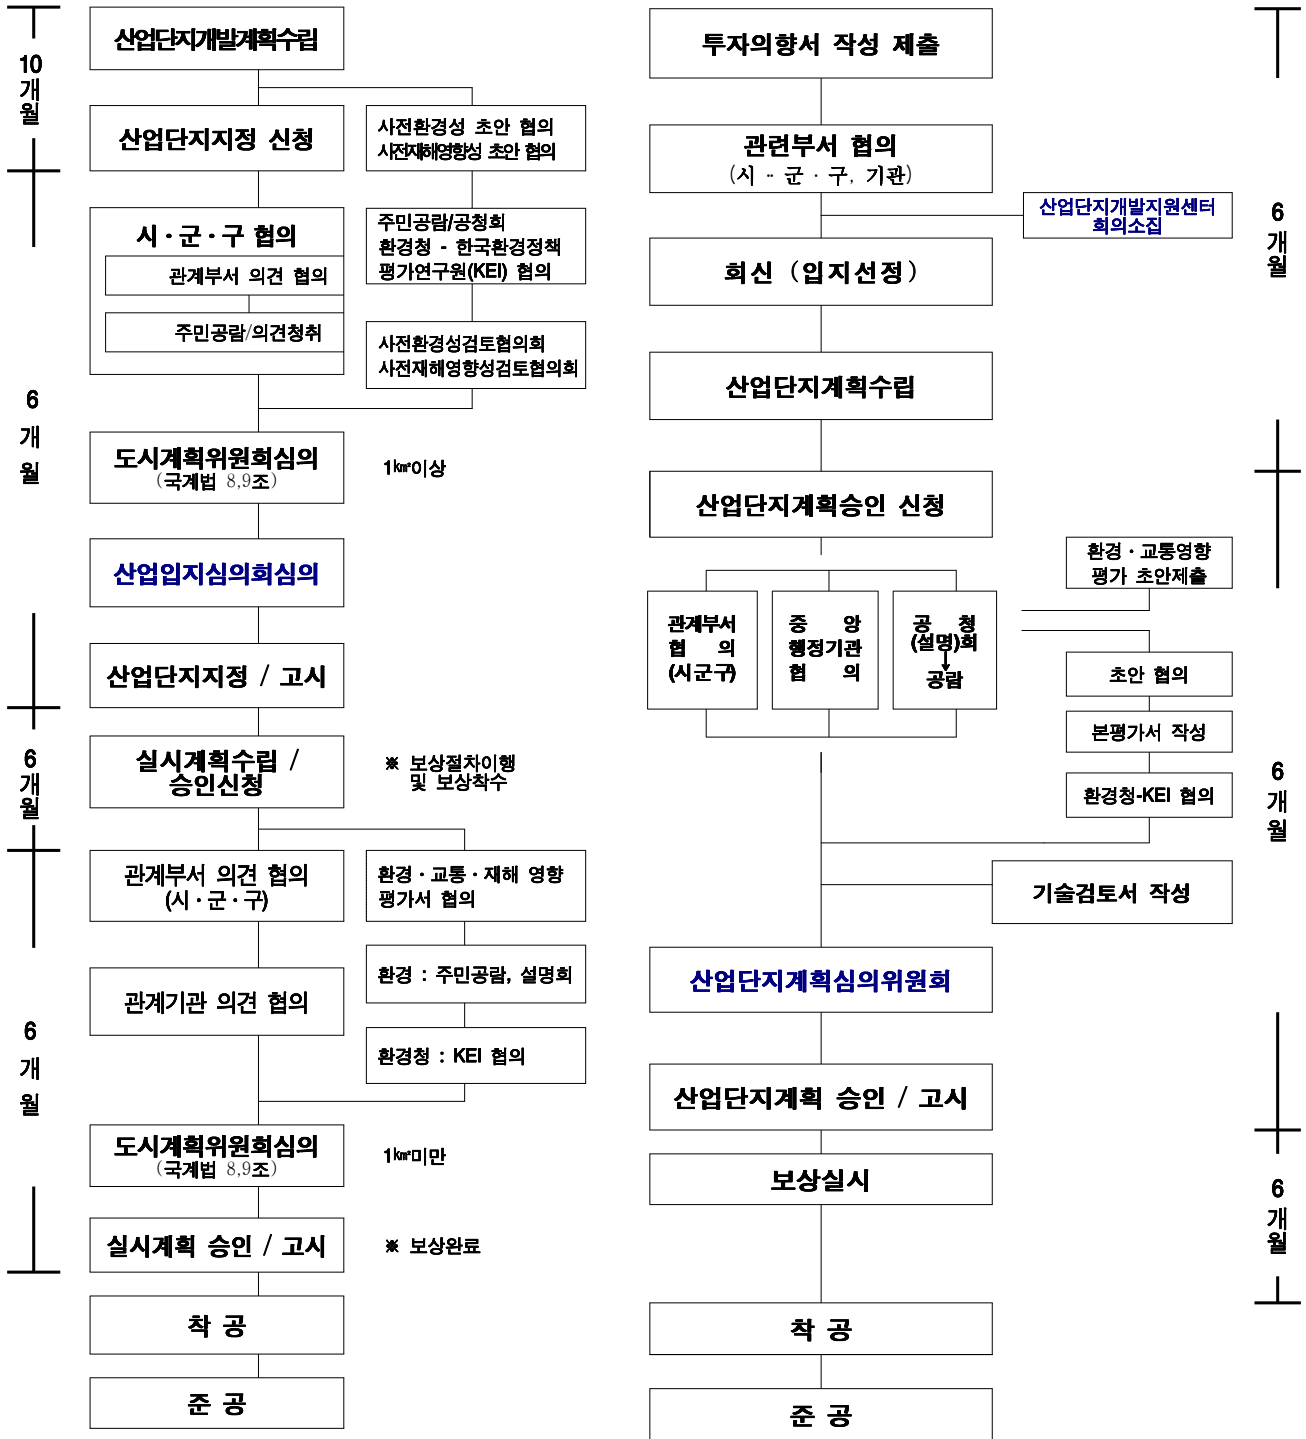 10
개
월
6
개
월
6
개
월
6
개
월
산업단지개발계획수립
산업단지지정 신청
사전환경성 초안 협의
사전재해영향성 초안 협의
시·군·구 협의
관계부서 의견 협의
주민공람/의견청취
주민공람/공청회
환경청 - 한국환경정책
평가연구원(KEI) 협의
사전환경성검토협의회
사전재해영향성검토협의회
도시계획위원회심의
(국계법 8,9조)
1㎢이상
산업입지심의회심의
산업단지지정 / 고시
실시계획수립 /
승인신청
※ 보상절차이행
및 보상착수
관계부서 의견 협의
(시·군·구)
환경·교통·재해 영향
평가서 협의
관계기관 의견 협의
환경 : 주민공람, 설명회
환경청 : KEI 협의
도시계획위원회심의
(국계법 8,9조)
1㎢미만
실시계획 승인 / 고시
※ 보상완료
착 공
준 공
투자의향서 작성 제출
관련부서 협의
(시·군·구, 기관)
산업단지개발지원센터
회의소집
회신 (입지선정)
산업단지계획수립
산업단지계획승인 신청
환경·교통영향
평가 초안제출
관계부서
협 의
(시군구)
중 앙
행정기관
협 의
공 청
(설명)회
공람
초안 협의
본평가서 작성
환경청-KEI 협의
기술검토서 작성
산업단지계획심의위원회
산업단지계획 승인 / 고시
보상실시
착 공
준 공
6
개
월
6
개
월
6
개
월